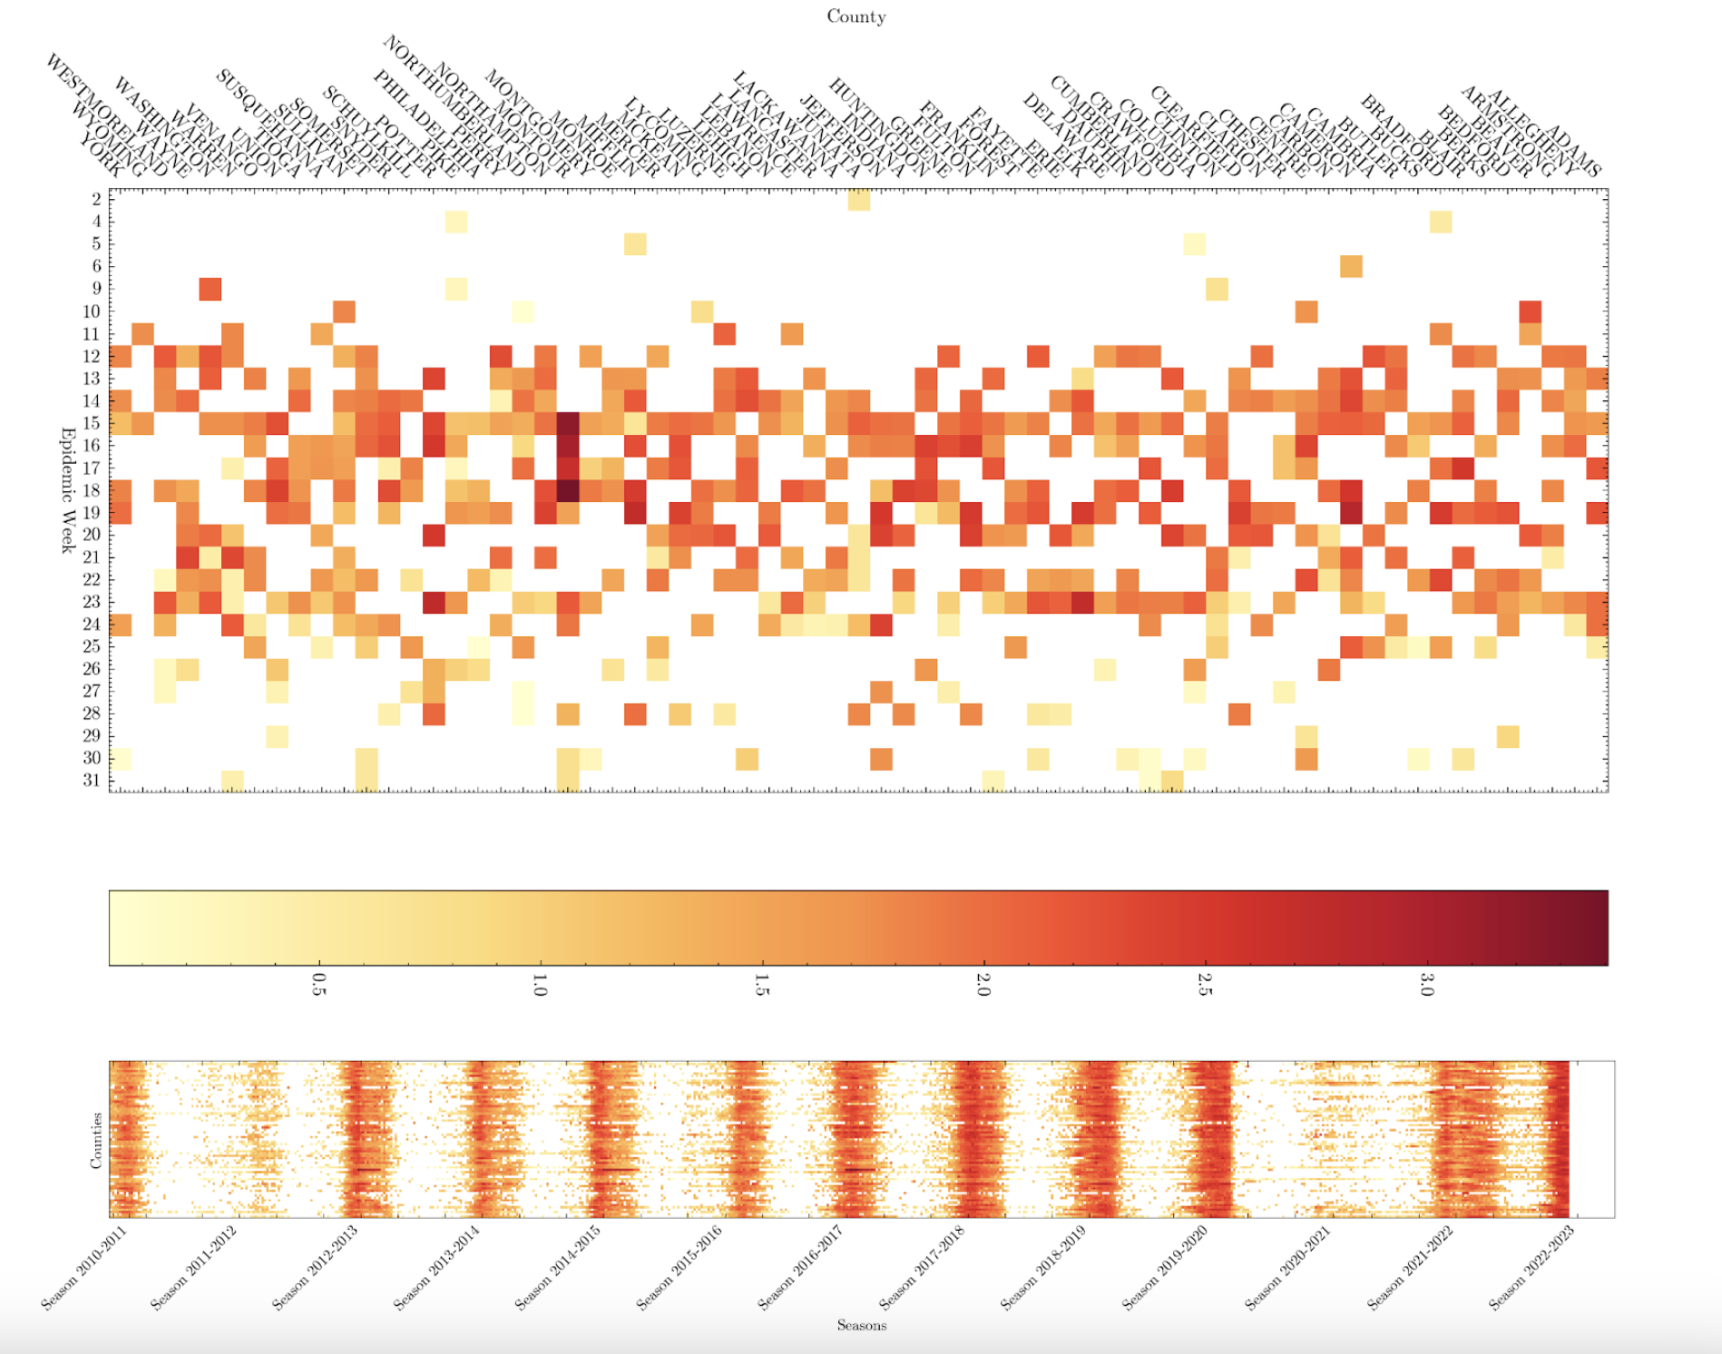 County
WESTMORELAND
WYOMING
YORK
WASHINGTON
WAYNE
WARREN
VENANGO
UNION
TIOGA
SUSQUEHANNA
SULLIVAN
SOMERSET
SNYDER
SCHUYLKILL
POTTER
PIKE
PHILADELPHIA
PERRY
NORTHUMBERLAND
NORTHAMPTON
MONTOUR
MONTGOMERY
MONROE
MIFFLIN
MERCER
MCKEAN
LYCOMING
LUZERNE
LEHIGH
LEBANON
LAWRENCE
LANCASTER
LACKAWANNA
JUNIATA
JEFFERSON
INDIANA
HUNTINGDON
GREENE
FULTON
FRANKLIN
FOREST
FAYETTE
ERIE
ELK
DELAWARE
DAUPHIN
CUMBERLAND
CRAWFORD
COLUMBIA
CLINTON
CLEARFIELD
CLARION
CHESTER
CENTRE
CARBON
CAMERON
CAMBRIA
BUTLER
BUCKS
BRADFORD
BLAIR
BERKS
BEDFORD
BEAVER
ARMSTRONG
ALLEGHENY
ADAMS
Epidemic Week
2
4
5
6
9
10
11
12
13
14
15
16
17
18
19
20
21
22
23
24
25
26
27
28
29
30
31
0.5
1.0
1.5
2.0
2.5
3.0
Counties
Season 2010-2011
Season 2011-2012
Season 2012-2013
Season 2013-2014
Season 2014-2015
Season 2015-2016
Season 2016-2017
Season 2017-2018
Season 2018-2019
Season 2019-2020
Season 2020-2021
Season 2021-2022
Season 2022-2023
Seasons